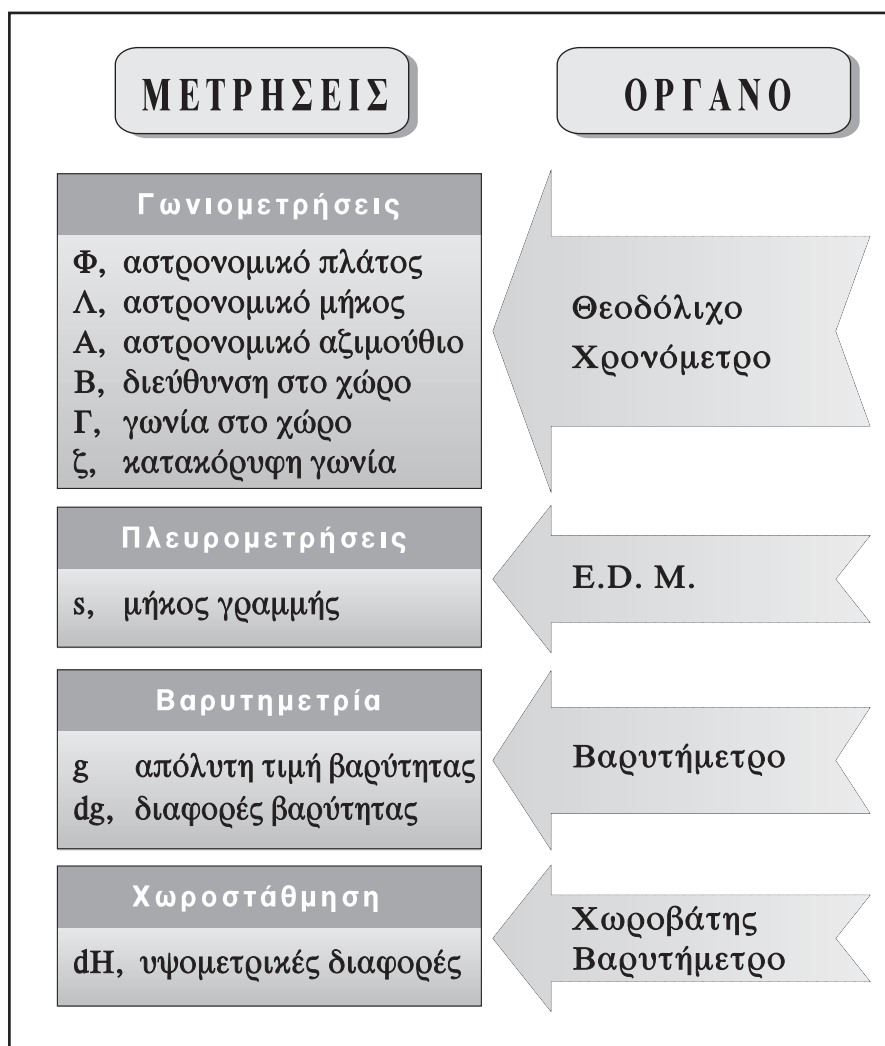 ΜΕΤΡΗΣΕΙΣ
ΟΡΓΑΝΟ
Γωνιομετρήσεις
Φ, αστρονομικό πλάτος
Λ, αστρονομικό μήκος
Α, αστρονομικό αζιμούθιο
Β, διεύθυνση στο χώρο
Γ, γωνία στο χώρο
ζ, κατακόρυφη γωνία
Θεοδόλιχο
Χρονόμετρο
Πλευρομετρήσεις
s, μήκος γραμμής
E.D. M.
Βαρυτημετρία
g απόλυτη τιμή βαρύτητας
dg, διαφορές βαρύτητας
Βαρυτήμετρο
Χωροστάθμηση
dH, υψομετρικές διαφορές
Χωροβάτης
Βαρυτήμετρο